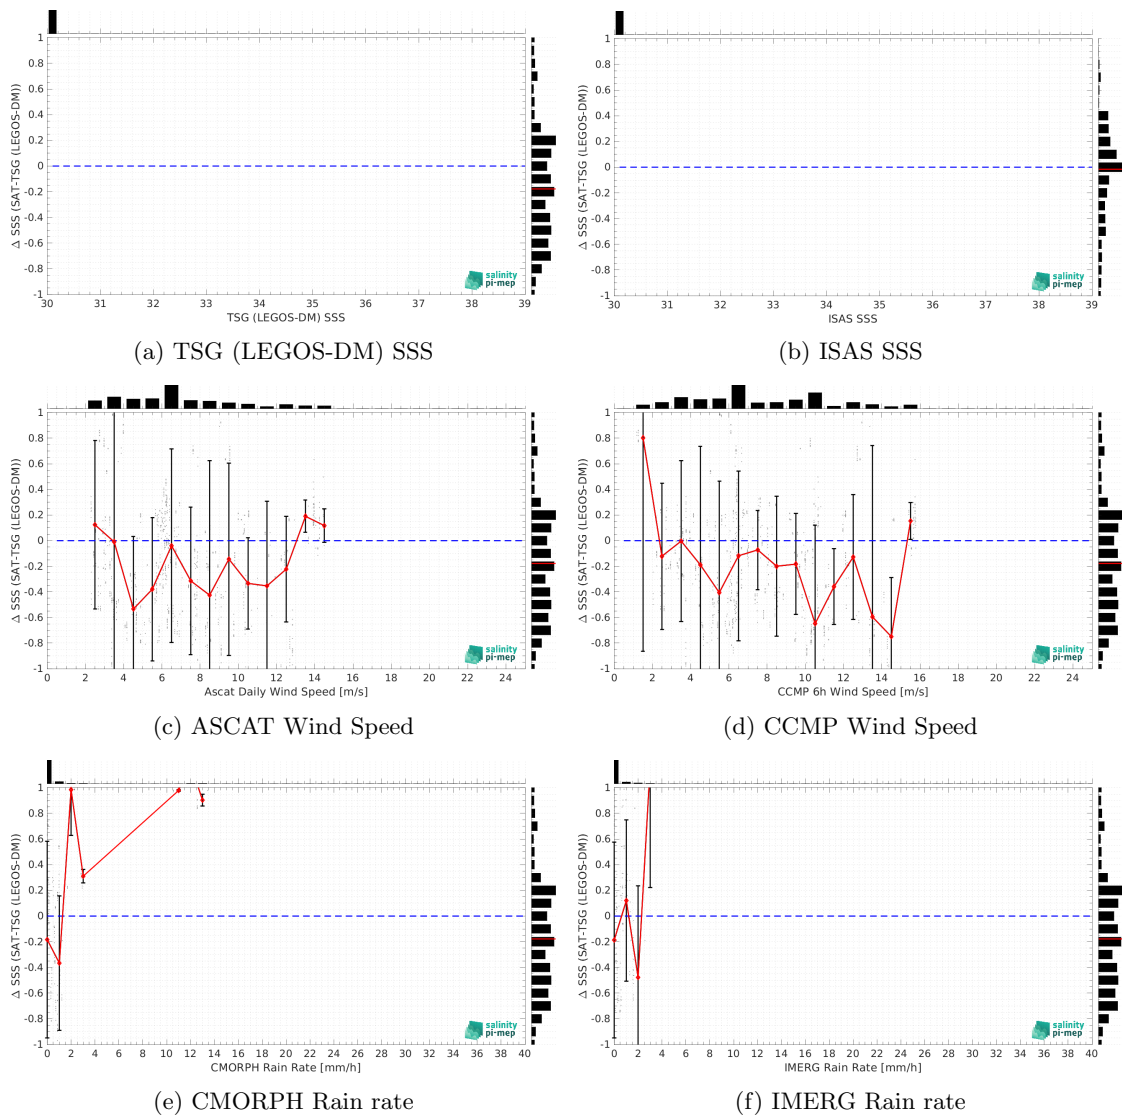 1
0.8
0.6
0.4
0.2
0
-0.2
-0.4
-0.6
-0.8
-1
Δ SSS (SAT-TSG (LEGOS-DM))
salinity
pi-mep
30 31 32 33 34 35 36 37 38 39
TSG (LEGOS-DM) SSS
(a) TSG (LEGOS-DM) SSS
1
0.8
0.6
0.4
0.2
0
-0.2
-0.4
-0.6
-0.8
-1
Δ SSS (SAT-TSG (LEGOS-DM))
salinity
pi-mep
30 31 32 33 34 35 36 37 38 39
ISAS SSS
(b) ISAS SSS
1
0.8
0.6
0.4
0.2
0
-0.2
-0.4
-0.6
-0.8
-1
Δ SSS (SAT-TSG (LEGOS-DM))
salinity
pi-mep
0 2 4 6 8 10 12 14 16 18 20 22 24
Ascat Daily Wind Speed [m/s]
(c) ASCAT Wind Speed
1
0.8
0.6
0.4
0.2
0
-0.2
-0.4
-0.6
-0.8
-1
Δ SSS (SAT-TSG (LEGOS-DM))
salinity
pi-mep
0 2 4 6 8 10 12 14 16 18 20 22 24
CCMP 6h Wind Speed [m/s]
(d) CCMP Wind Speed
1
0.8
0.6
0.4
0.2
0
-0.2
-0.4
-0.6
-0.8
-1
Δ SSS (SAT-TSG (LEGOS-DM))
salinity
pi-mep
0 2 4 6 8 10 12 14 16 18 20 22 24 26 28 30 32 34 36 38 40
CMORPH Rain Rate [mm/h]
(e) CMORPH Rain rate
1
0.8
0.6
0.4
0.2
0
-0.2
-0.4
-0.6
-0.8
-1
Δ SSS (SAT-TSG (LEGOS-DM))
salinity
pi-mep
0 2 4 6 8 10 12 14 16 18 20 22 24 26 28 30 32 34 36 38 40
IMERG Rain Rate [mm/h]
(f) IMERG Rain rate